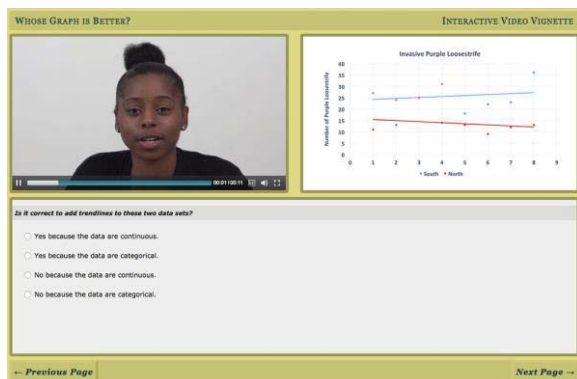 WHOSE GRAPH IS BETTER?
INTERACTIVE VIDEO VIGNETTE
Invasive Purple Loosestrife
Number of Purple Loosestrife
40
35
30
25
20
15
10
5
0
0 1 2 3 4 5 6 7 8 9
South North
00:01 / 00:11
Is it correct to add trendlines to these two data sets?
Yes because the data are continuous.
Yes because the data are categorical.
No because the data are continuous.
No because the data are categorical.
← Previous Page
Next Page →